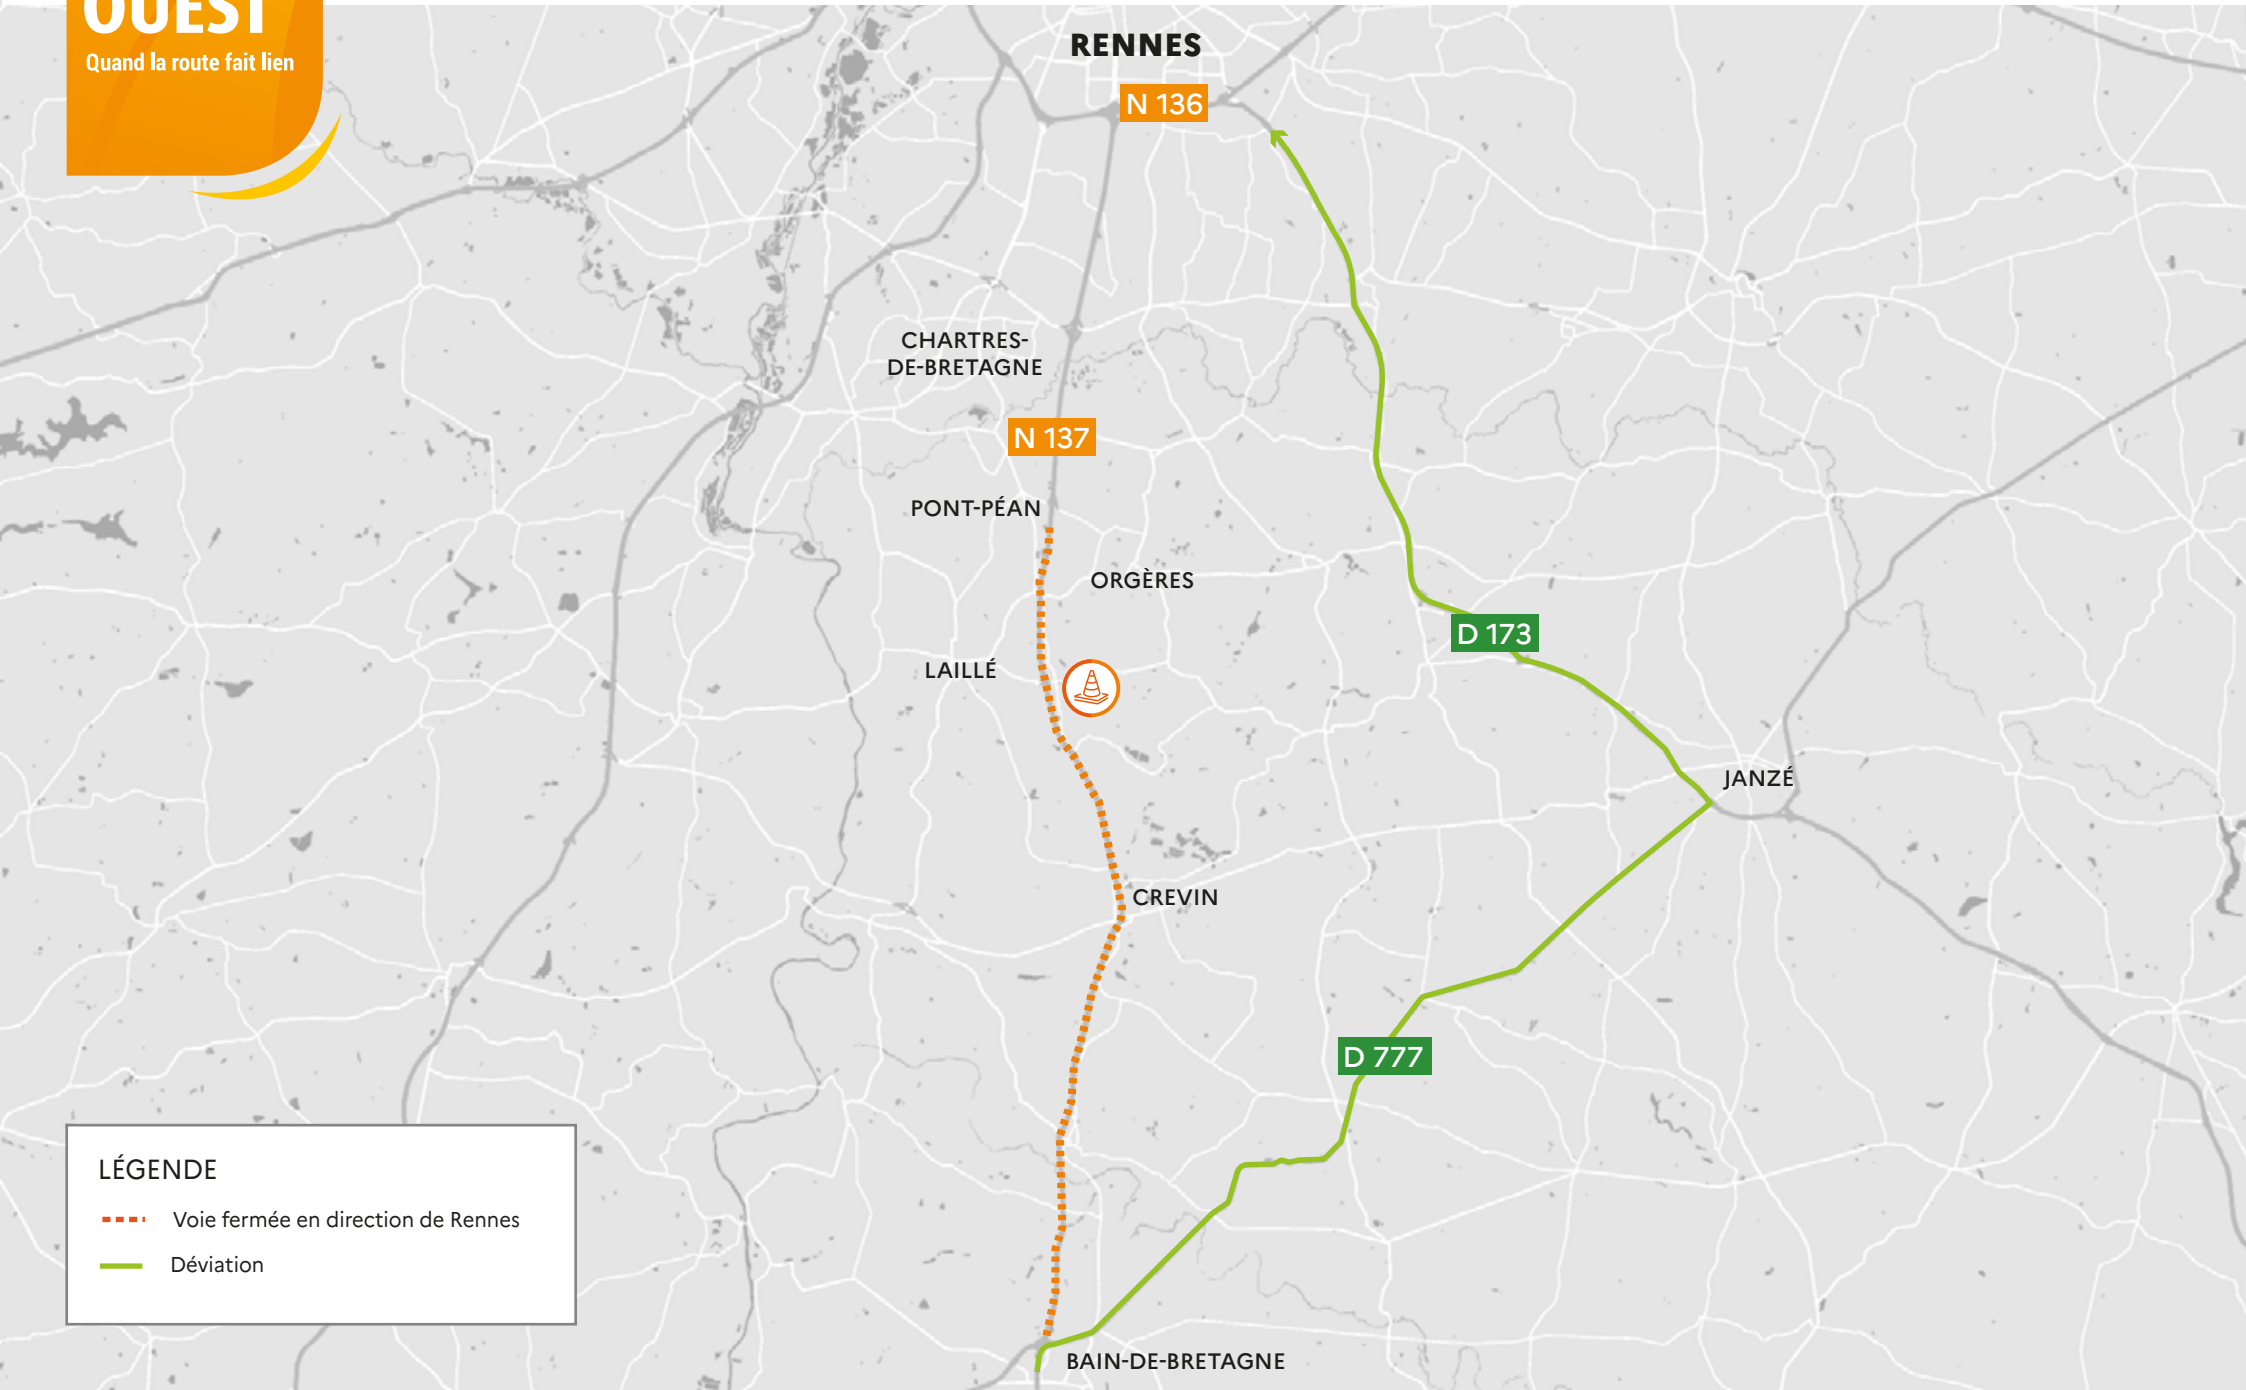 OUEST
Quand la route fait lien
RENNES
N 136
CHARTRES-
DE-BRETAGNE
N 137
PONT-PÉAN
ORGÈRES
D 173
LAILLÉ
JANZÉ
CREVIN
D 777
LÉGENDE
Voie fermée en direction de Rennes
Déviation
BAIN-DE-BRETAGNE